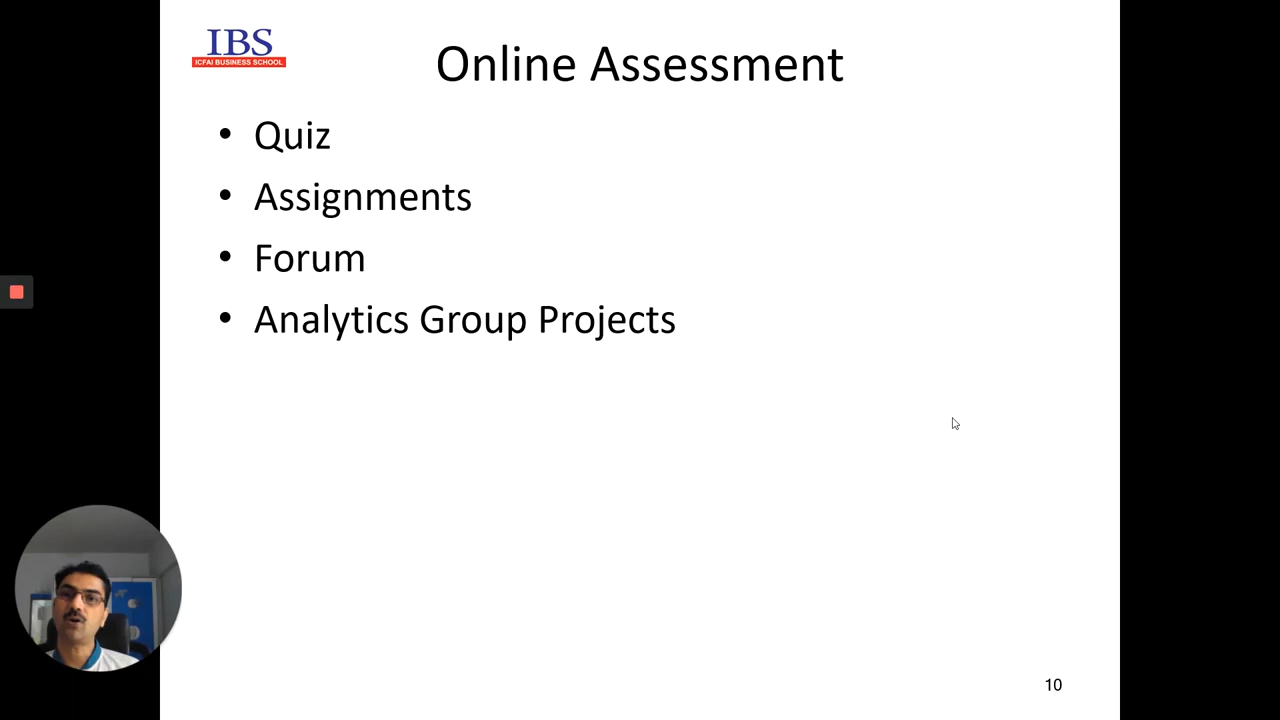 IBS
ICFAI BUSINESS SCHOOL
Online Assessment
• Quiz
• Assignments
• Forum
• Analytics Group Projects
10